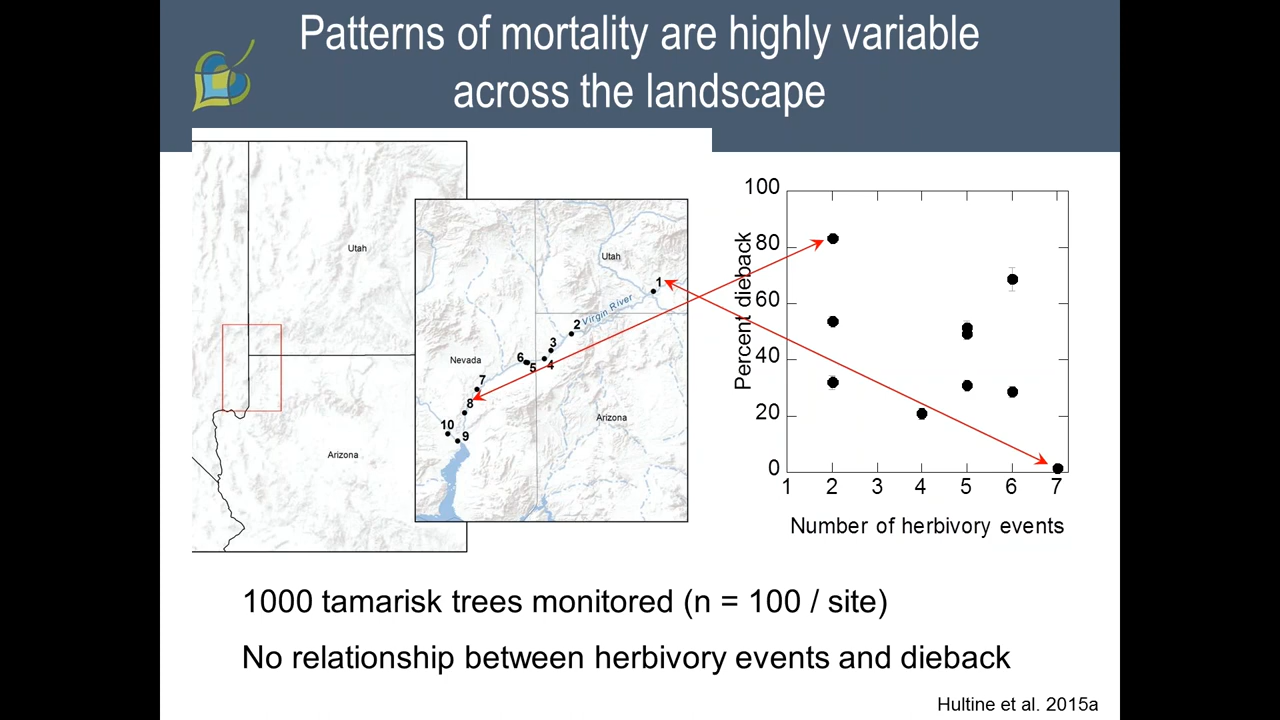 Patterns of mortality are highly variable
across the landscape
Utah
Arizona
Utah
1
Virgin River
2
3
4
5
6
Nevada
7
8
Arizona
10
9
Percent dieback
100
80
60
40
20
0
1 2 3 4 5 6 7
Number of herbivory events
1000 tamarisk trees monitored (n = 100 / site)
No relationship between herbivory events and dieback
Hultine et al. 2015a